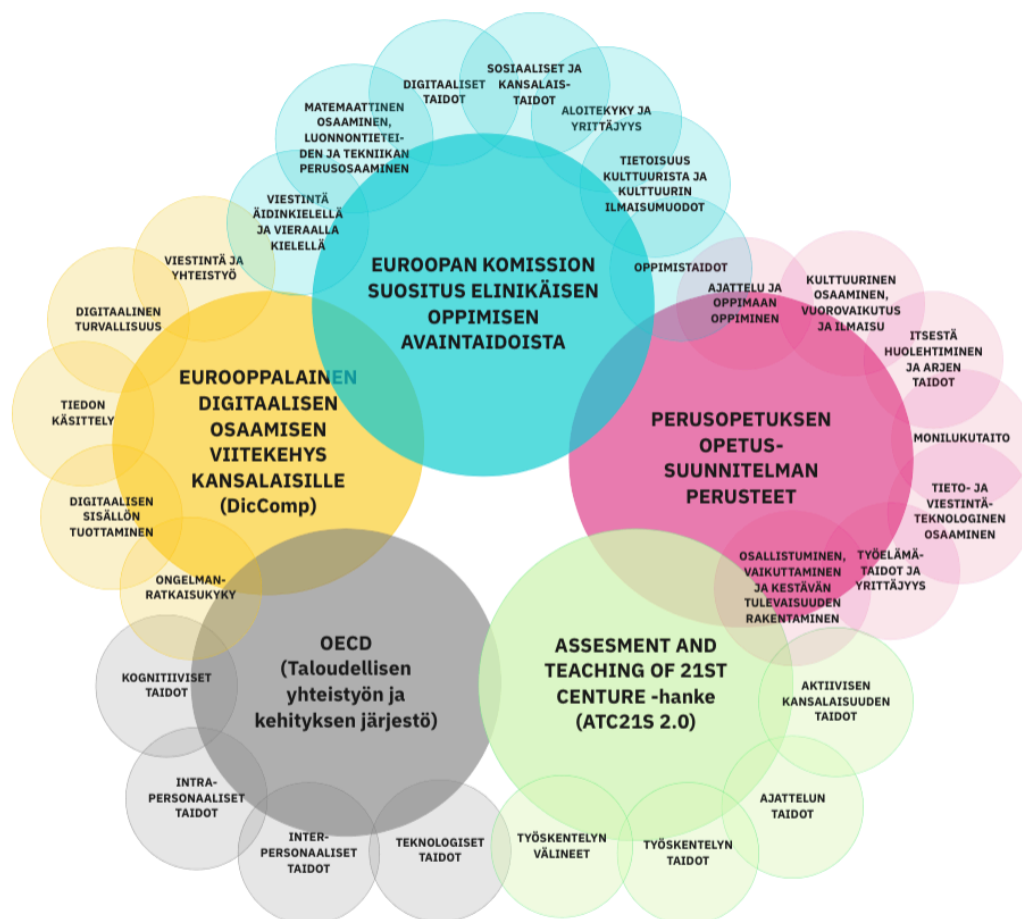 EUROOPAN KOMISSION
SUOSITUS ELINIKÄISEN
OPPIMISEN
AVAINTAIDOISTA
VIESTINTÄ
ÄIDINKIELELLÄ
JA VIERAALLA
KIELELLÄ
MATEMAATTINEN
OSAAMINEN,
LUONNONTIETEI-
DEN JA TEKNIIKAN
PERUSOSAAMINEN
DIGITAALISET
TAIDOT
SOSIAALISET JA
KANSALAIS-
TAIDOT
ALOITEKYKY JA
YRITTÄJYYS
TIETOISUUS
KULTTUURISTA JA
KULTTUURIN
ILMAISUMUODOT
OPPIMISTAIDOT
PERUSOPETUKSEN
OPETUS-
SUUNNITELMAN
PERUSTEET
AJATTELU JA
OPPIMAAN
OPPIMINEN
KULTTUURINEN
OSAAMINEN,
VUOROVAIKUTUS
JA ILMAISU
ITSESTÄ
HUOLEHTIMINEN
JA ARJEN
TAIDOT
MONILUKUTAITO
TIETO- JA
VIESTINTÄ-
TEKNOLOGINEN
OSAAMINEN
TYÖELÄMÄ-
TAIDOT JA
YRITTÄJYYS
OSALLISTUMINEN,
VAIKUTTAMINEN
JA KESTÄVÄN
TULEVAISUUDEN
RAKENTAMINEN
ASSESMENT AND
TEACHING OF 21ST
CENTURE -hanke
(ATC21S 2.0)
AKTIIVISEN
KANSALAISUUDEN
TAIDOT
AJATTELUN
TAIDOT
TYÖSKENTELYN
TAIDOT
TYÖSKENTELYN
VÄLINEET
OECD
(Taloudellisen
yhteistyön ja
kehityksen järjestö)
TEKNOLOGISET
TAIDOT
INTER-
PERSONAALISET
TAIDOT
INTRA-
PERSONAALISET
TAIDOT
KOGNITIIVISET
TAIDOT
EUROOPPALAINEN
DIGITAALISEN
OSAAMISEN
VIITEKEHYS
KANSALAISILLE
(DicComp)
ONGELMAN-
RATKAISUKYKY
DIGITAALISEN
SISÄLLÖN
TUOTTAMINEN
TIEDON
KÄSITTELY
DIGITAALINEN
TURVALLISUUS
VIESTINTÄ JA
YHTEISTYÖ